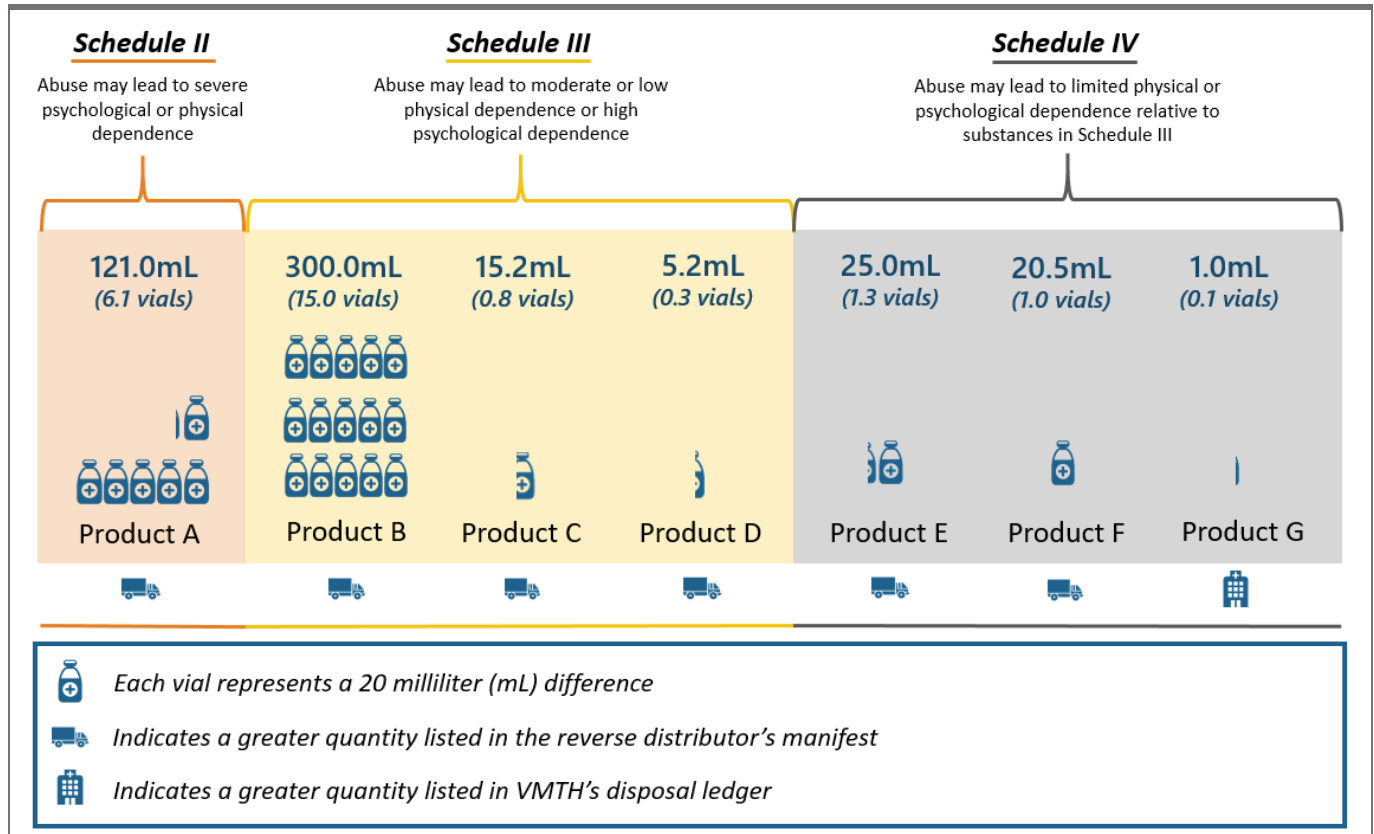 Schedule II
Abuse may lead to severe
psychological or physical
dependence
Schedule III
Abuse may lead to moderate or low
physical dependence or high
psychological dependence
Schedule IV
Abuse may lead to limited physical or
psychological dependence relative to
substances in Schedule III
121.0mL
(6.1 vials)
300.0mL
(15.0 vials)
15.2mL
(0.8 vials)
5.2mL
(0.3 vials)
25.0mL
(1.3 vials)
20.5mL
(1.0 vials)
1.0mL
(0.1 vials)
Product A
Product B
Product C
Product D
Product E
Product F
Product G
Each vial represents a 20 milliliter (mL) difference
Indicates a greater quantity listed in the reverse distributor's manifest
Indicates a greater quantity listed in VMTH's disposal ledger